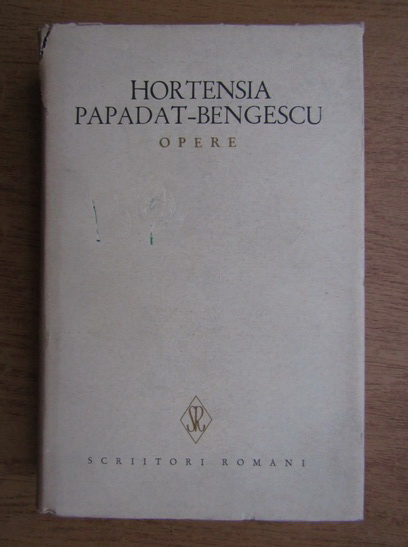 HORTENSIA
PAPADAT-BENGESCU
OPERE
SR
SCRIITORI ROMÂNI